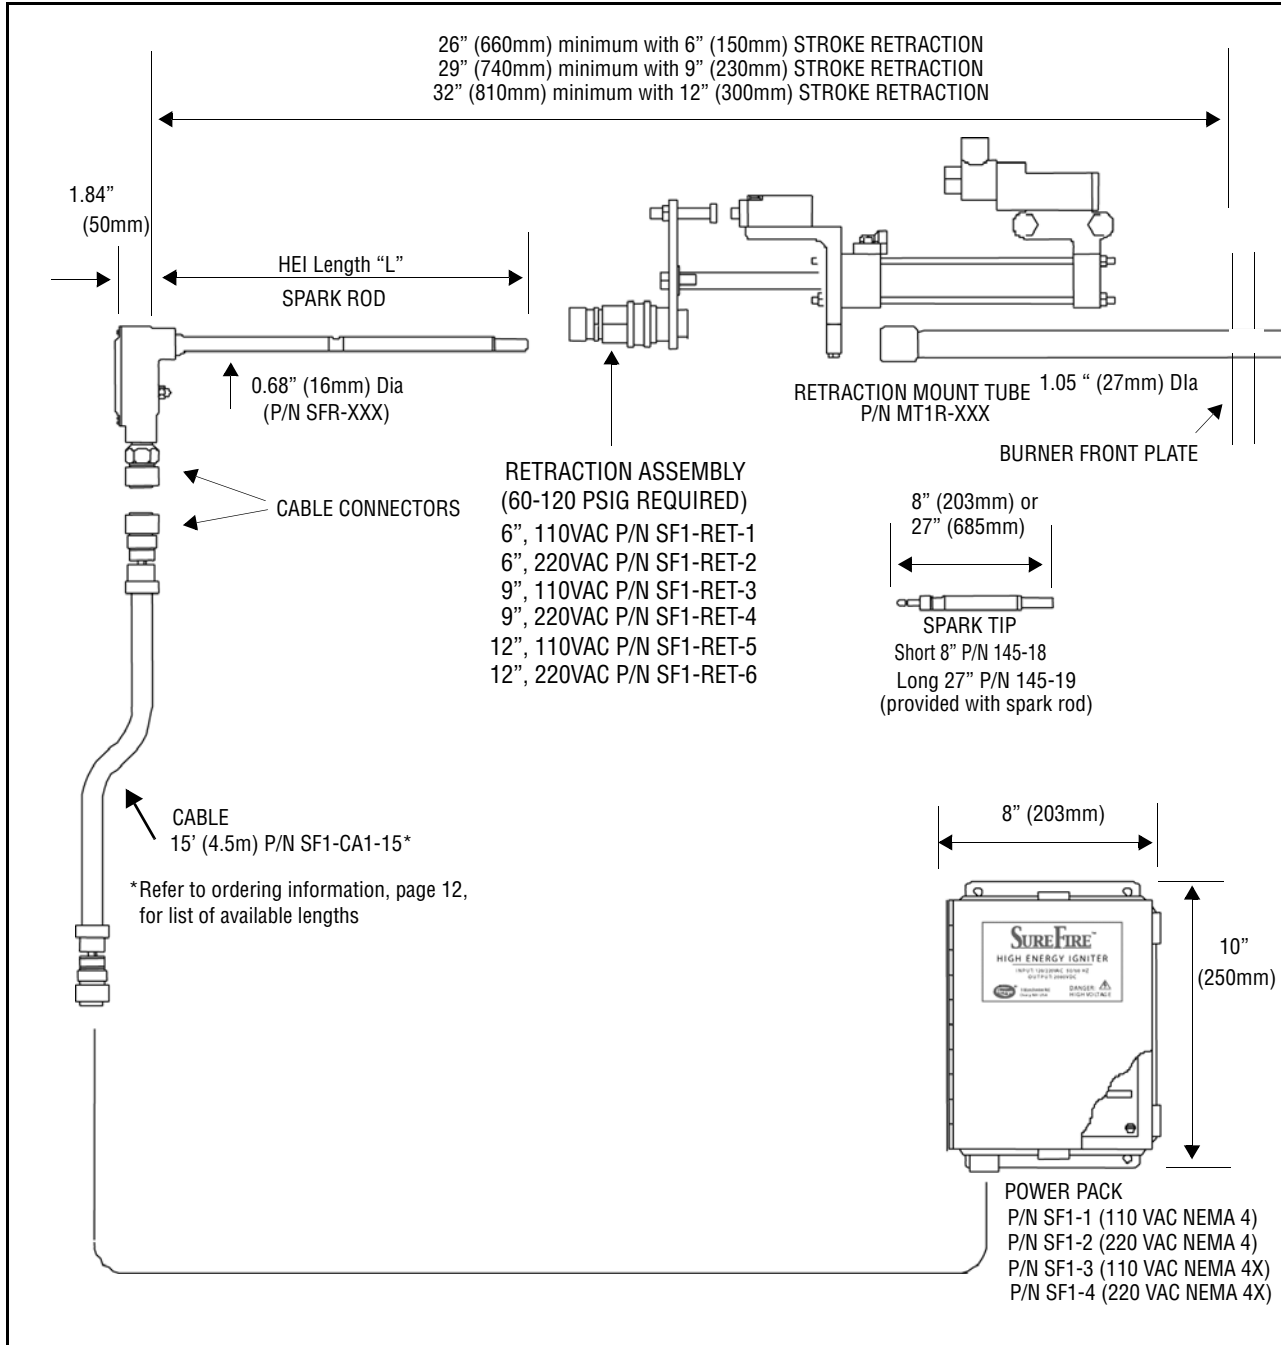 26” (660mm) minimum with 6” (150mm) STROKE RETRACTION
29” (740mm) minimum with 9” (230mm) STROKE RETRACTION
32” (810mm) minimum with 12” (300mm) STROKE RETRACTION
1.84”
(50mm)
HEI Length “L”
SPARK ROD
0.68” (16mm) Dia
(P/N SFR-XXX)
CABLE CONNECTORS
RETRACTION MOUNT TUBE
P/N MT1R-XXX
1.05 “ (27mm) DIa
BURNER FRONT PLATE
RETRACTION ASSEMBLY
(60-120 PSIG REQUIRED)
6”, 110VAC P/N SF1-RET-1
6”, 220VAC P/N SF1-RET-2
9”, 110VAC P/N SF1-RET-3
9”, 220VAC P/N SF1-RET-4
12”, 110VAC P/N SF1-RET-5
12”, 220VAC P/N SF1-RET-6
8” (203mm) or
27” (685mm)
SPARK TIP
Short 8” P/N 145-18
Long 27” P/N 145-19
(provided with spark rod)
CABLE
15’ (4.5m) P/N SF1-CA1-15*
*Refer to ordering information, page 12,
for list of available lengths
8” (203mm)
10”
(250mm)
SUREFIRE™
HIGH ENERGY IGNITER
DANGER:
HIGH VOLTAGE
POWER PACK
P/N SF1-1 (110 VAC NEMA 4)
P/N SF1-2 (220 VAC NEMA 4)
P/N SF1-3 (110 VAC NEMA 4X)
P/N SF1-4 (220 VAC NEMA 4X)